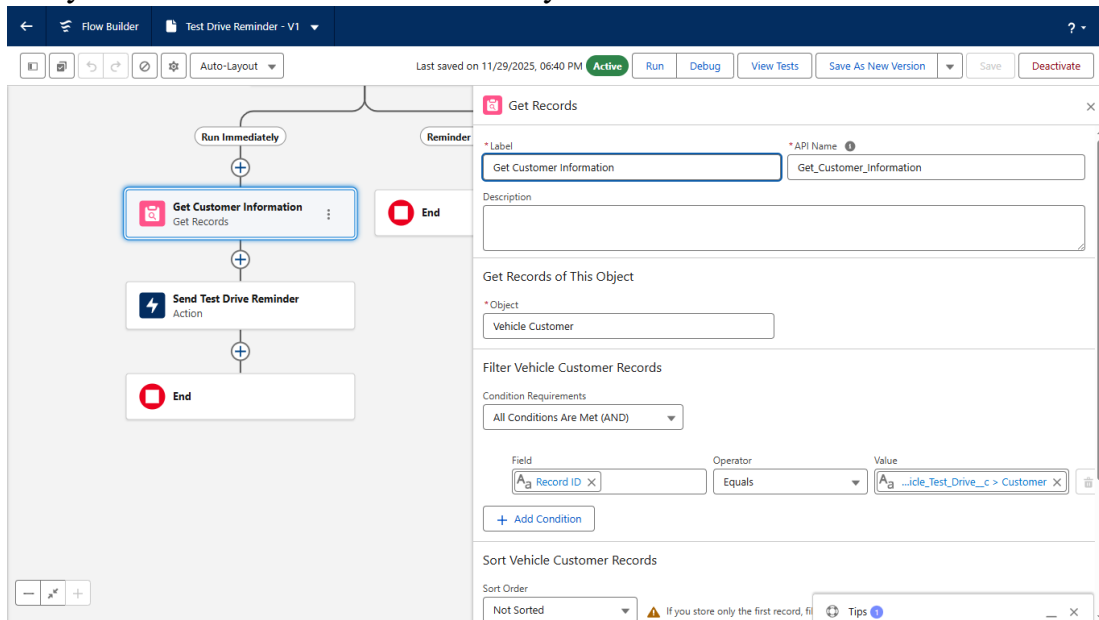 Flow Builder Test Drive Reminder - V1 ?
Auto-Layout Last saved on 11/29/2025, 06:40 PM Active Run Debug View Tests Save As New Version Save Deactivate
Run Immediately
Reminder
Get Customer Information
Get Records
End
Send Test Drive Reminder
Action
End
Get Records
*Label
Get Customer Information
*API Name
Get_Customer_Information
Description
Get Records of This Object
*Object
Vehicle Customer
Filter Vehicle Customer Records
Condition Requirements
All Conditions Are Met (AND)
Field Operator Value
Aa Record ID Equals Aa ...icle_Test_Drive__c > Customer
+ Add Condition
Sort Vehicle Customer Records
Sort Order
Not Sorted If you store only the first record, fil
Tips 1